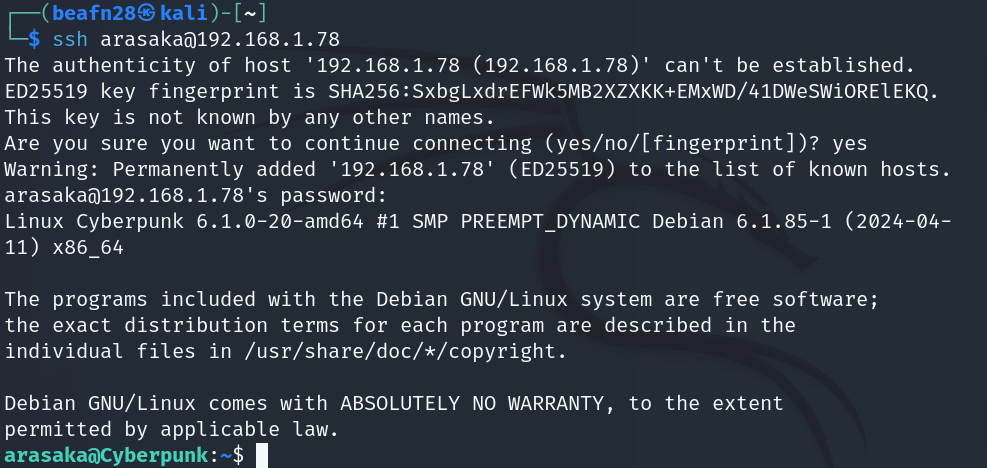 ┌──(beafn28㉿kali)-[~]
└─$ ssh arasaka@192.168.1.78
The authenticity of host '192.168.1.78 (192.168.1.78)' can't be established.
ED25519 key fingerprint is SHA256:SxbgLxdrEFWk5MB2XZXKK+EMxWD/41DWeSWiORElEKQ.
This key is not known by any other names.
Are you sure you want to continue connecting (yes/no/[fingerprint])? yes
Warning: Permanently added '192.168.1.78' (ED25519) to the list of known hosts.
arasaka@192.168.1.78's password:
Linux Cyberpunk 6.1.0-20-amd64 #1 SMP PREEMPT_DYNAMIC Debian 6.1.85-1 (2024-04-
11) x86_64
The programs included with the Debian GNU/Linux system are free software;
the exact distribution terms for each program are described in the
individual files in /usr/share/doc/*/copyright.
Debian GNU/Linux comes with ABSOLUTELY NO WARRANTY, to the extent
permitted by applicable law.
arasaka@Cyberpunk:~$